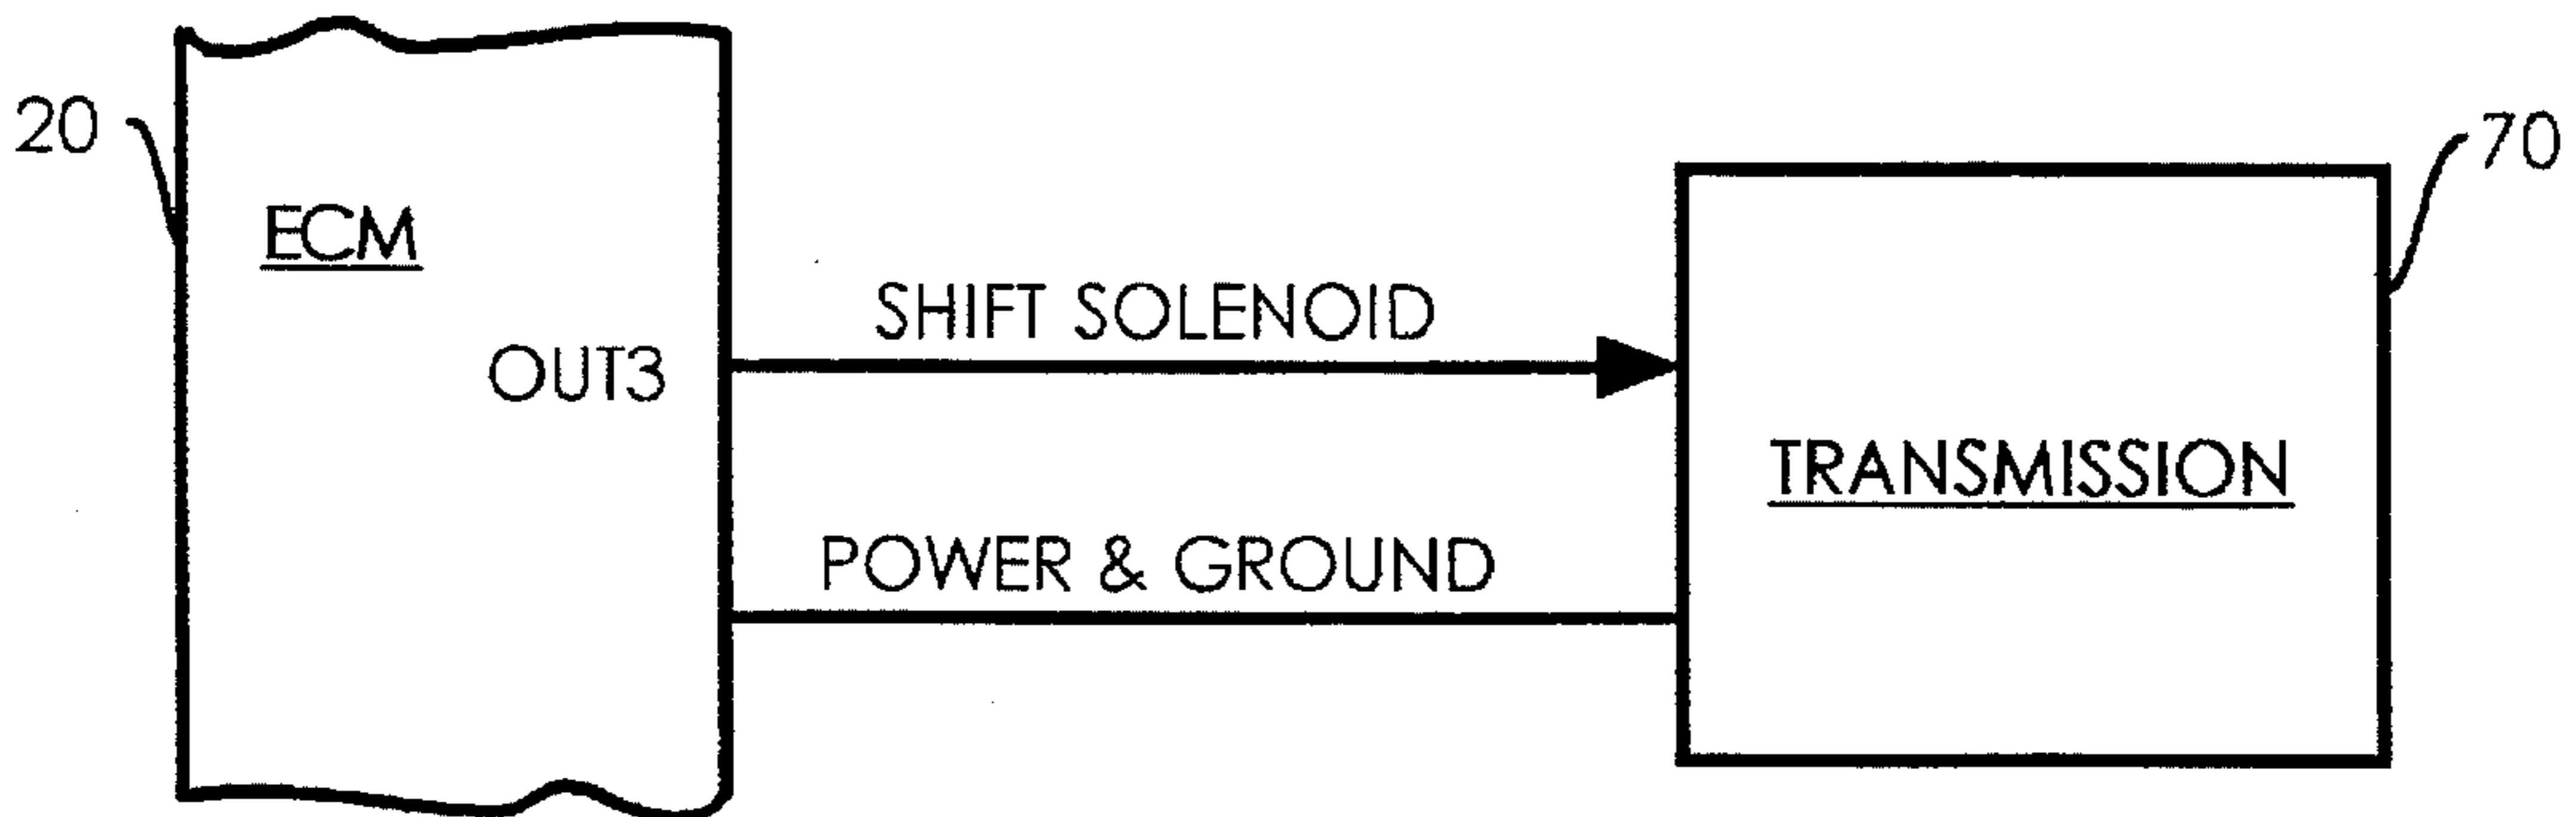 20
70
ECM
SHIFT SOLENOID
OUT3
TRANSMISSION
POWER & GROUND